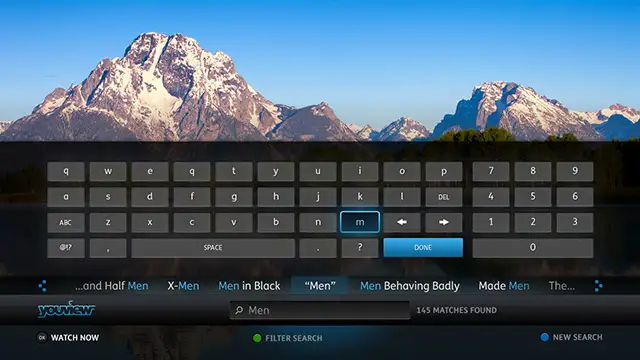 q w e r t y u i o p 7 8 9
a s d f g h j k l DEL 4 5 6
ABC z x c v b n m 1 2 3
@!? , SPACE . ? DONE 0
...and Half Men X-Men Men in Black "Men" Men Behaving Badly Made Men The...
youview Men 145 MATCHES FOUND
OK WATCH NOW FILTER SEARCH NEW SEARCH